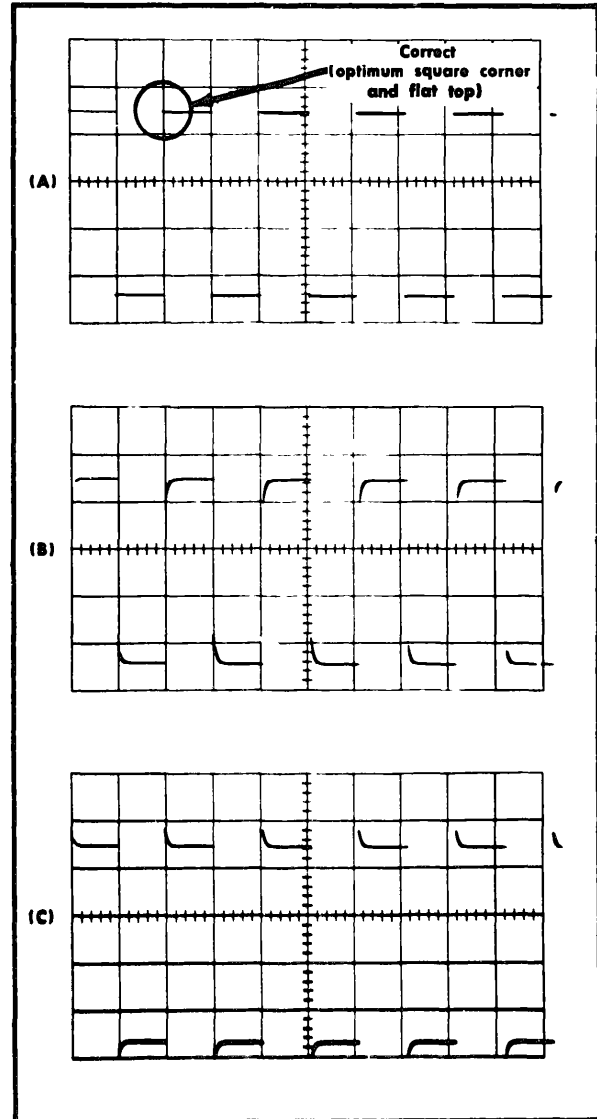 Correct
(optimum square corner
and flat top)
(A)
(B)
(C)